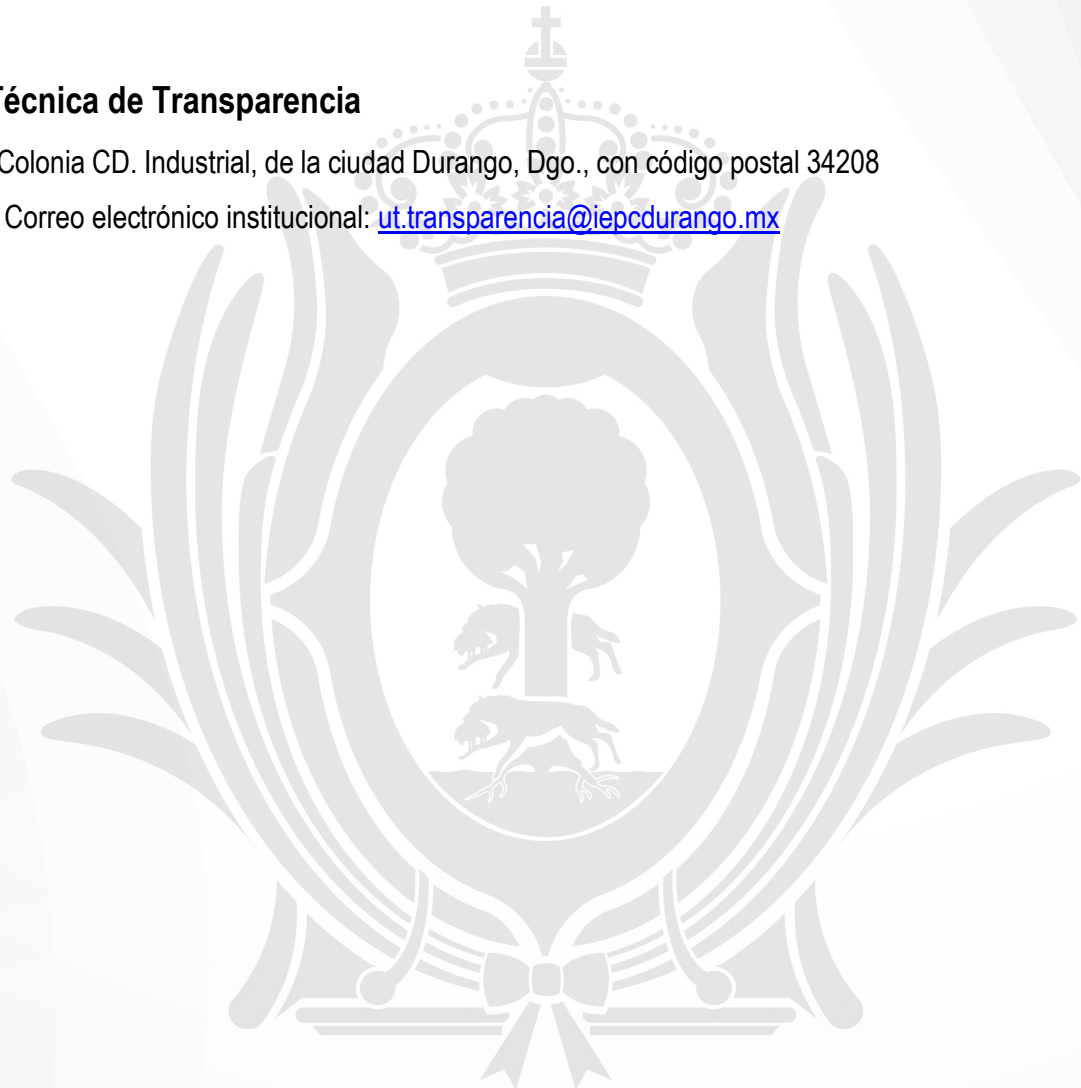 Técnica de Transparencia
Colonia CD. Industrial, de la ciudad Durango, Dgo., con código postal 34208
Correo electrónico institucional: ut.transparencia@iepcdurango.mx